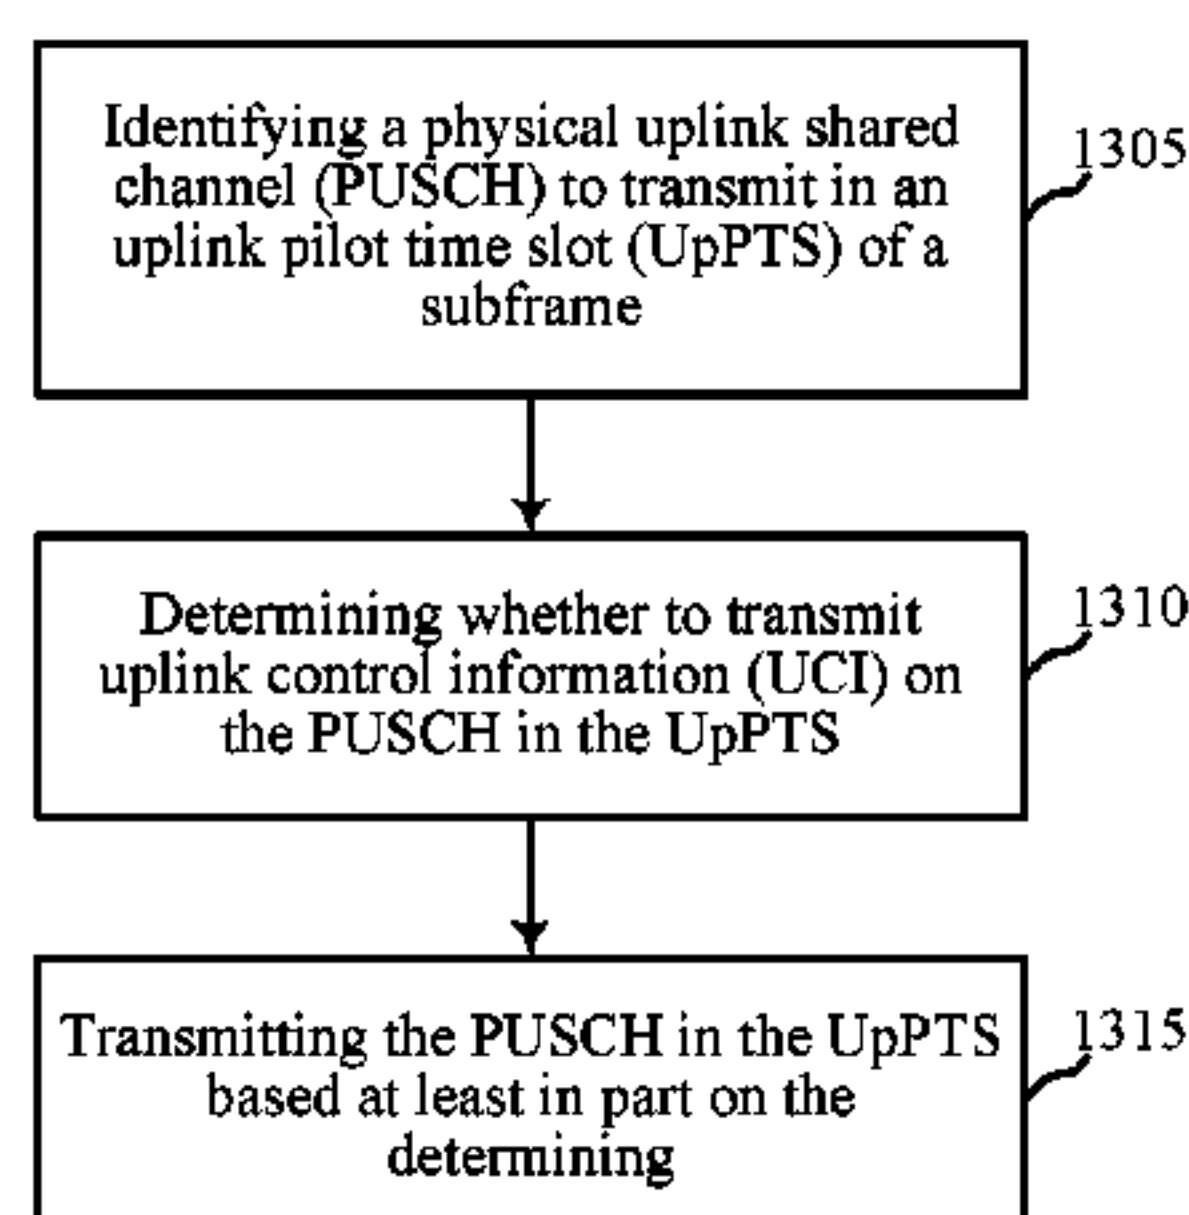 Identifying a physical uplink shared
channel (PUSCH) to transmit in an
uplink pilot time slot (UpPTS) of a
subframe
1305
Determining whether to transmit
uplink control information (UCI) on
the PUSCH in the UpPTS
1310
Transmitting the PUSCH in the UpPTS
based at least in part on the
determining
1315